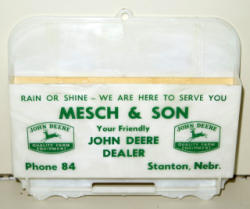 RAIN OR SHINE – WE ARE HERE TO SERVE YOU
MESCH & SON
Your Friendly
JOHN DEERE
DEALER
JOHN DEERE
QUALITY FARM
EQUIPMENT
JOHN DEERE
QUALITY FARM
EQUIPMENT
Phone 84
Stanton, Nebr.